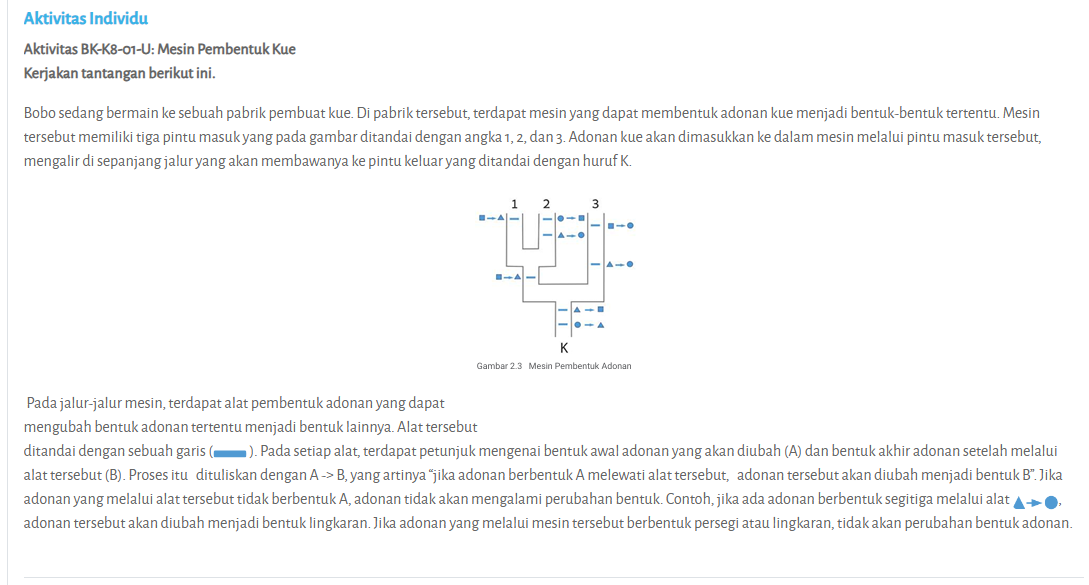 Aktivitas Individu
Aktivitas BK-K8-01-U: Mesin Pembentuk Kue
Kerjakan tantangan berikut ini.
Bobo sedang bermain ke sebuah pabrik pembuat kue. Di pabrik tersebut, terdapat mesin yang dapat membentuk adonan kue menjadi bentuk-bentuk tertentu. Mesin
tersebut memiliki tiga pintu masuk yang pada gambar ditandai dengan angka 1, 2, dan 3. Adonan kue akan dimasukkan ke dalam mesin melalui pintu masuk tersebut,
mengalir di sepanjang jalur yang akan membawanya ke pintu keluar yang ditandai dengan huruf K.
1 2 3
K
Gambar 2.3 Mesin Pembentuk Adonan
Pada jalur-jalur mesin, terdapat alat pembentuk adonan yang dapat
mengubah bentuk adonan tertentu menjadi bentuk lainnya. Alat tersebut
ditandai dengan sebuah garis ( ). Pada setiap alat, terdapat petunjuk mengenai bentuk awal adonan yang akan diubah (A) dan bentuk akhir adonan setelah melalui
alat tersebut (B). Proses itu dituliskan dengan A -> B, yang artinya “jika adonan berbentuk A melewati alat tersebut, adonan tersebut akan diubah menjadi bentuk B”. Jika
adonan yang melalui alat tersebut tidak berbentuk A, adonan tidak akan mengalami perubahan bentuk. Contoh, jika ada adonan berbentuk segitiga melalui alat ▲➔●,
adonan tersebut akan diubah menjadi bentuk lingkaran. Jika adonan yang melalui mesin tersebut berbentuk persegi atau lingkaran, tidak akan perubahan bentuk adonan.